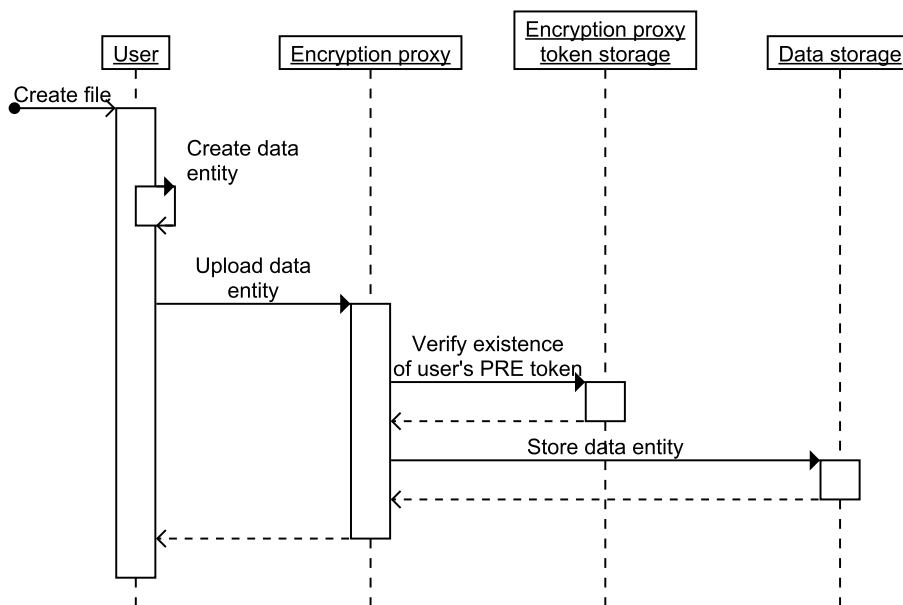 User
Encryption proxy
Encryption proxy
token storage
Data storage
Create file
Create data
entity
Upload data
entity
Verify existence
of user's PRE token
Store data entity